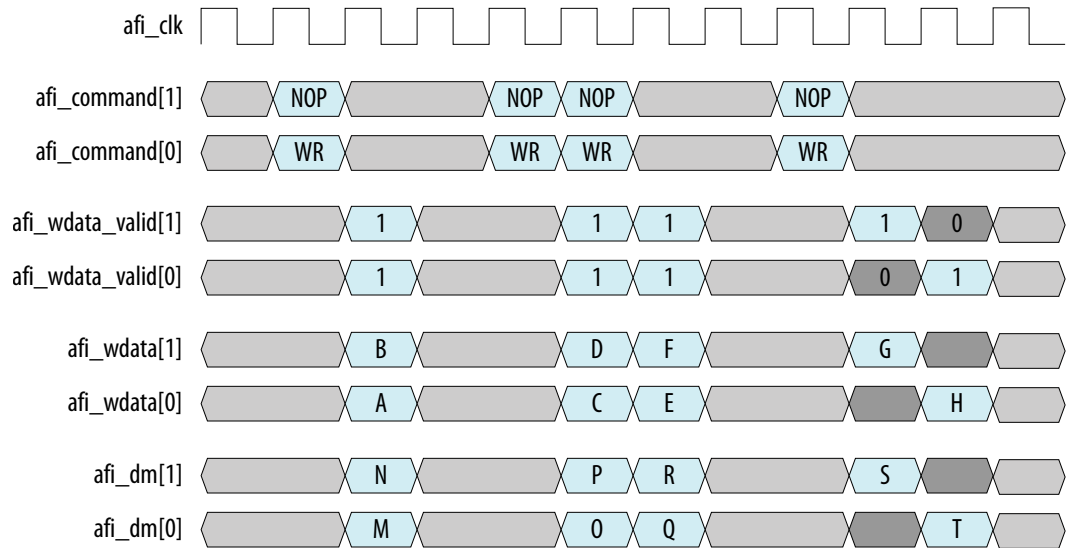 afi_clk
afi_command[1] NOP NOP NOP NOP
afi_command[0] WR WR WR WR
afi_wdata_valid[1] 1 1 1 1 0
afi_wdata_valid[0] 1 1 1 0 1
afi_wdata[1] B D F G
afi_wdata[0] A C E H
afi_dm[1] N P R S
afi_dm[0] M O Q T